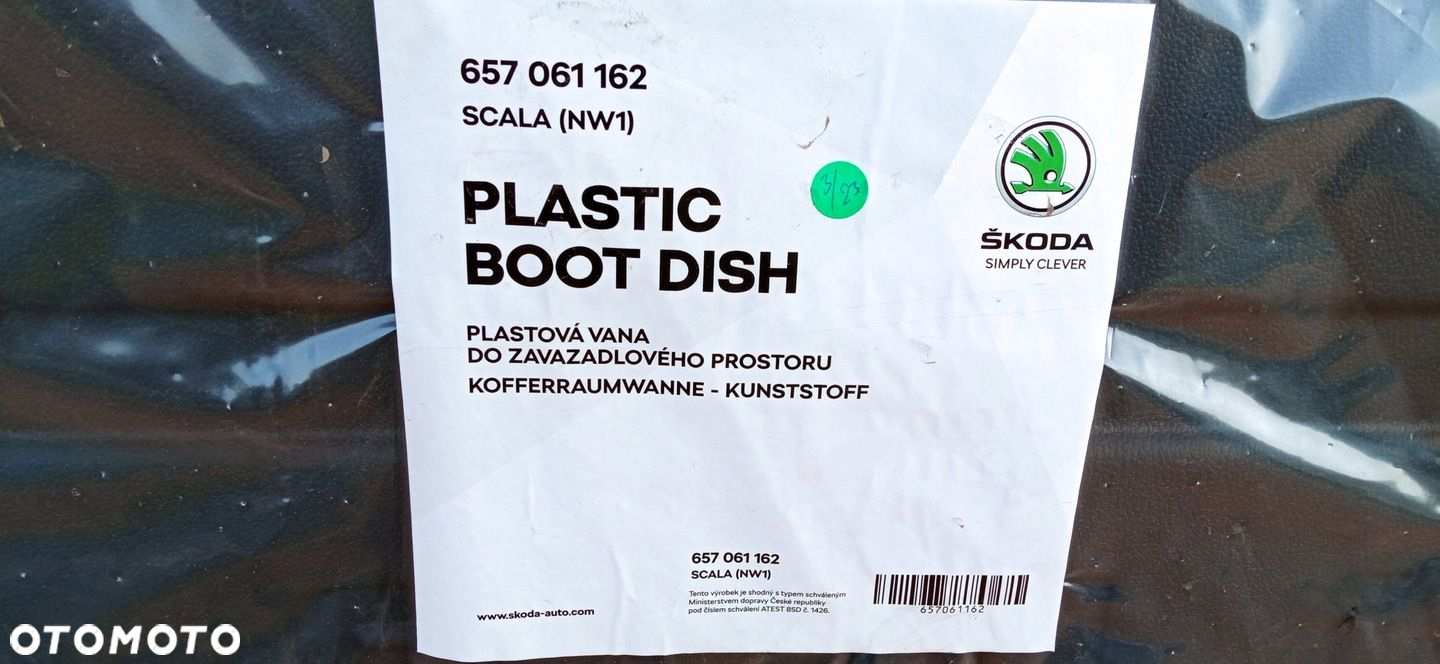 657 061 162
SCALA (NW1)
PLASTIC
BOOT DISH
3/23
ŠKODA
SIMPLY CLEVER
PLASTOVÁ VANA
DO ZAVAZADLOVÉHO PROSTORU
KOFFERRAUMWANNE - KUNSTSTOFF
657 061 162
SCALA (NW1)
Tento výrobek je shodný s typem schváleným
Ministerstvem dopravy České republiky
pod číslem schválení ATEST 8SD č. 1426.
www.skoda-auto.com
657061162
OTOMOTO